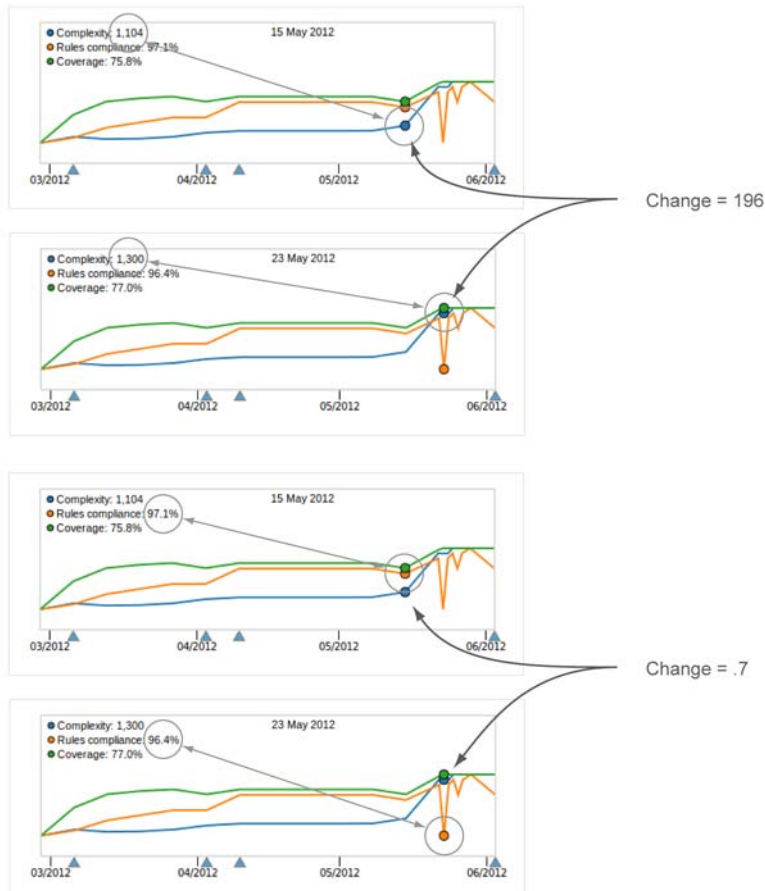 15 May 2012
Complexity: 1,104
Rules compliance: 97.1%
Coverage: 75.8%
03/2012 04/2012 05/2012 06/2012
Change = 196
23 May 2012
Complexity: 1,300
Rules compliance: 96.4%
Coverage: 77.0%
03/2012 04/2012 05/2012 06/2012
15 May 2012
Complexity: 1,104
Rules compliance: 97.1%
Coverage: 75.8%
03/2012 04/2012 05/2012 06/2012
Change = .7
23 May 2012
Complexity: 1,300
Rules compliance: 96.4%
Coverage: 77.0%
03/2012 04/2012 05/2012 06/2012